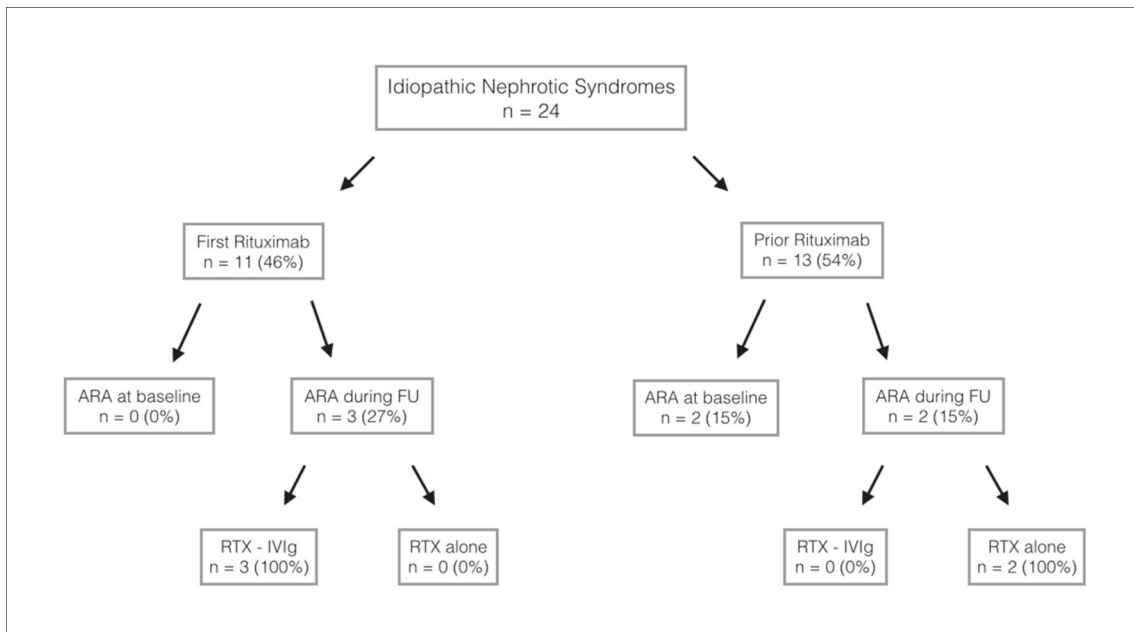 Idiopathic Nephrotic Syndromes
n = 24
First Rituximab
n = 11 (46%)
Prior Rituximab
n = 13 (54%)
ARA at baseline
n = 0 (0%)
ARA during FU
n = 3 (27%)
ARA at baseline
n = 2 (15%)
ARA during FU
n = 2 (15%)
RTX - IVIg
n = 3 (100%)
RTX alone
n = 0 (0%)
RTX - IVIg
n = 0 (0%)
RTX alone
n = 2 (100%)